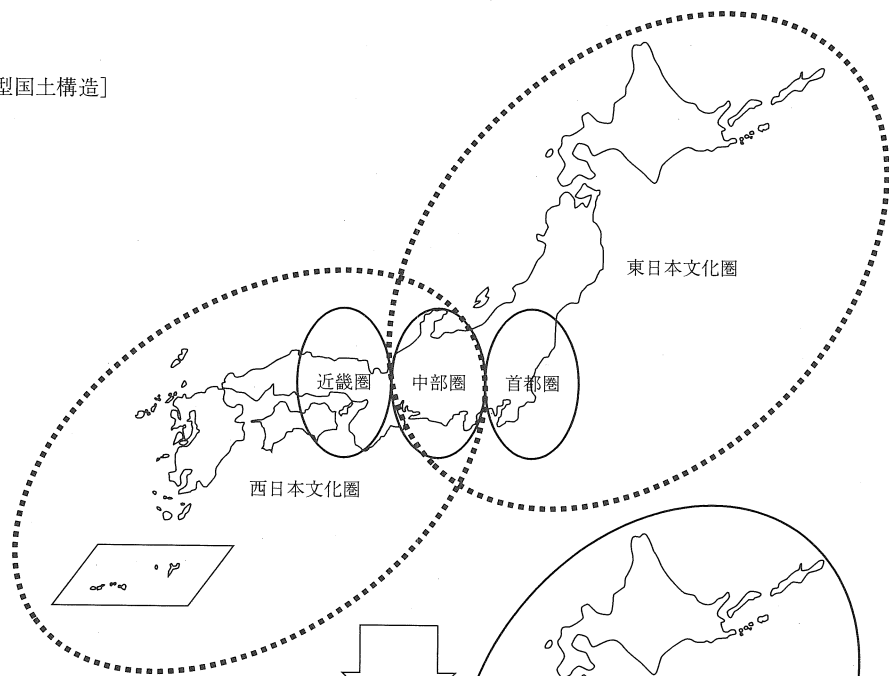 型国土構造]
東日本文化圏
近畿圏
中部圏
首都圏
西日本文化圏